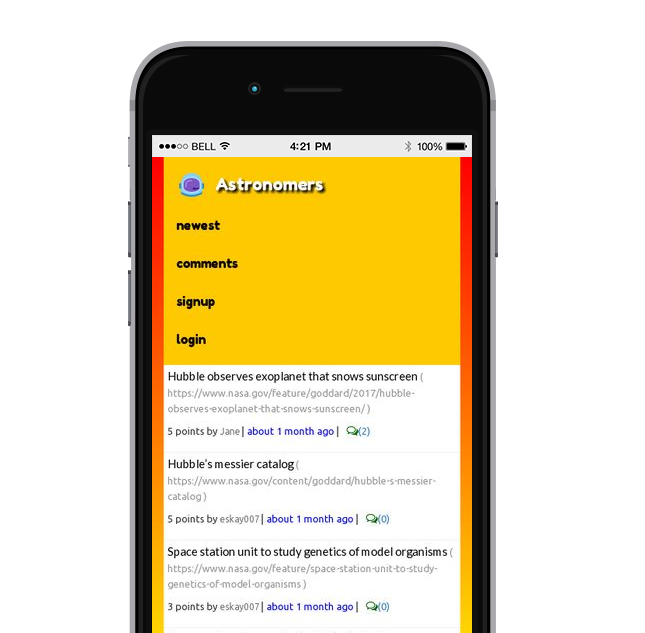 BELL 4:21 PM 100%
Astronomers
newest
comments
signup
login
Hubble observes exoplanet that snows sunscreen (
https://www.nasa.gov/feature/goddard/2017/hubble-
observes-exoplanet-that-snows-sunscreen/ )
5 points by Jane| about 1 month ago | (2)
Hubble's messier catalog (
https://www.nasa.gov/content/goddard/hubble-s-messier-
catalog )
5 points by eskay007| about 1 month ago | (0)
Space station unit to study genetics of model organisms (
https://www.nasa.gov/feature/space-station-unit-to-study-
genetics-of-model-organisms )
3 points by eskay007| about 1 month ago | (0)